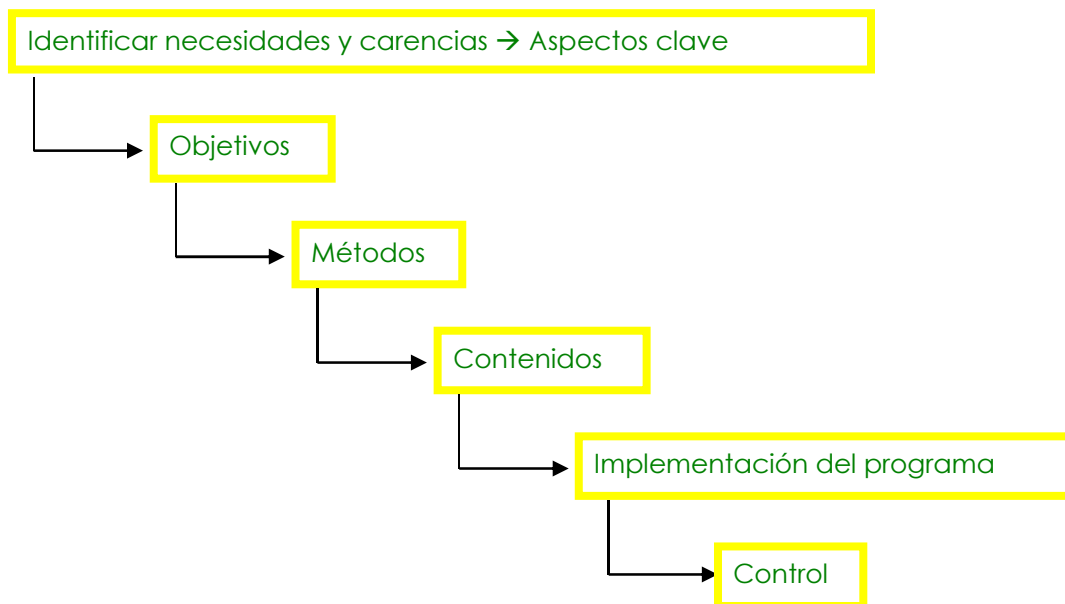 Identificar necesidades y carencias → Aspectos clave
Objetivos
Métodos
Contenidos
Implementación del programa
Control